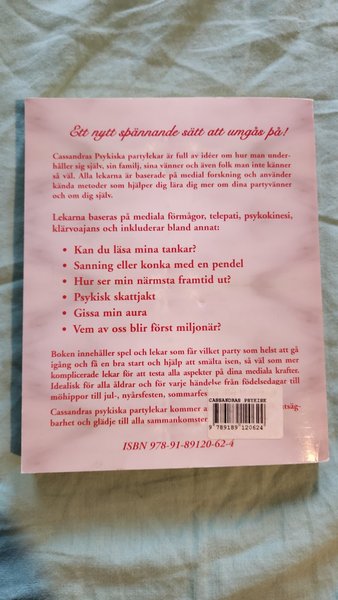 Ett nytt spännande sätt att umgås på!
Cassandras Psykiska partylekar är full av idéer om hur man under-
håller sig själv, sin familj, sina vänner och även folk man inte känner
så väl. Alla lekarna är baserade på medial forskning och använder
kända metoder som hjälper dig lära dig mer om dina partyvänner
och om dig själv.
Lekarna baseras på mediala förmågor, telepati, psykokinesi,
klärvoajans och inkluderar bland annat:
• Kan du läsa mina tankar?
• Sanning eller konka med en pendel
• Hur ser min närmsta framtid ut?
• Psykisk skattjakt
• Gissa min aura
• Vem av oss blir först miljonär?
Boken innehåller spel och lekar som får vilket party som helst att gå
igång och få en bra start och hjälp att smälta isen, så väl som mer
komplicerade lekar för att testa alla aspekter på dina mediala krafter.
Idealisk för alla åldrar och för varje händelse från födelsedagar till
möhippor till jul-, nyårsfesten, sommarfes
Cassandras psykiska partylekar kommer a
barhet och glädje till alla sammankomster
CASSANDRAS PSYKISK
9 789189 120624
ISBN 978-91-89120-62-4